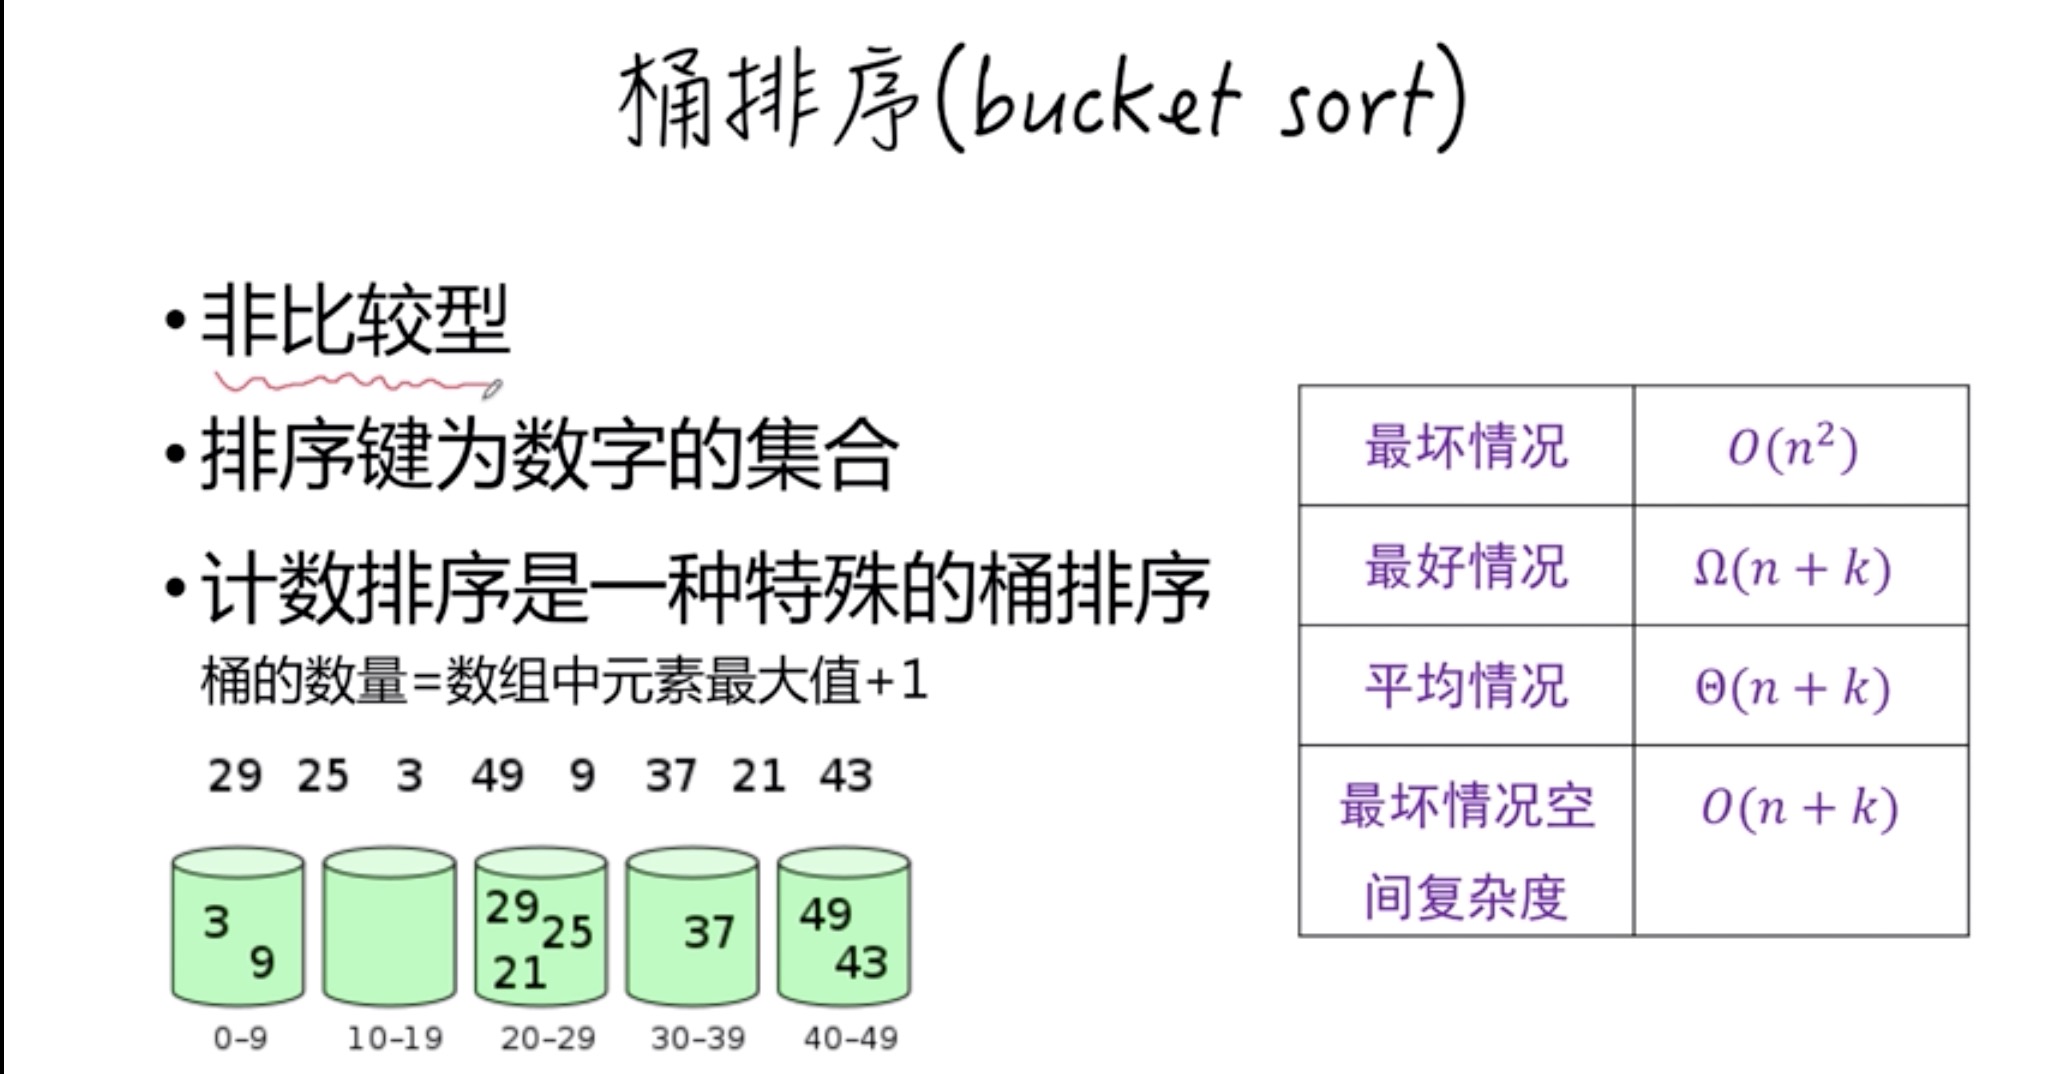 桶排序(bucket sort)
• 非比较型
• 排序键为数字的集合
• 计数排序是一种特殊的桶排序
桶的数量=数组中元素最大值+1
29 25 3 49 9 37 21 43
3
9
29
25
21
37
49
43
0–9 10–19 20–29 30–39 40–49
最坏情况 O(n²)
最好情况 Ω(n + k)
平均情况 Θ(n + k)
最坏情况空 O(n + k)
间复杂度